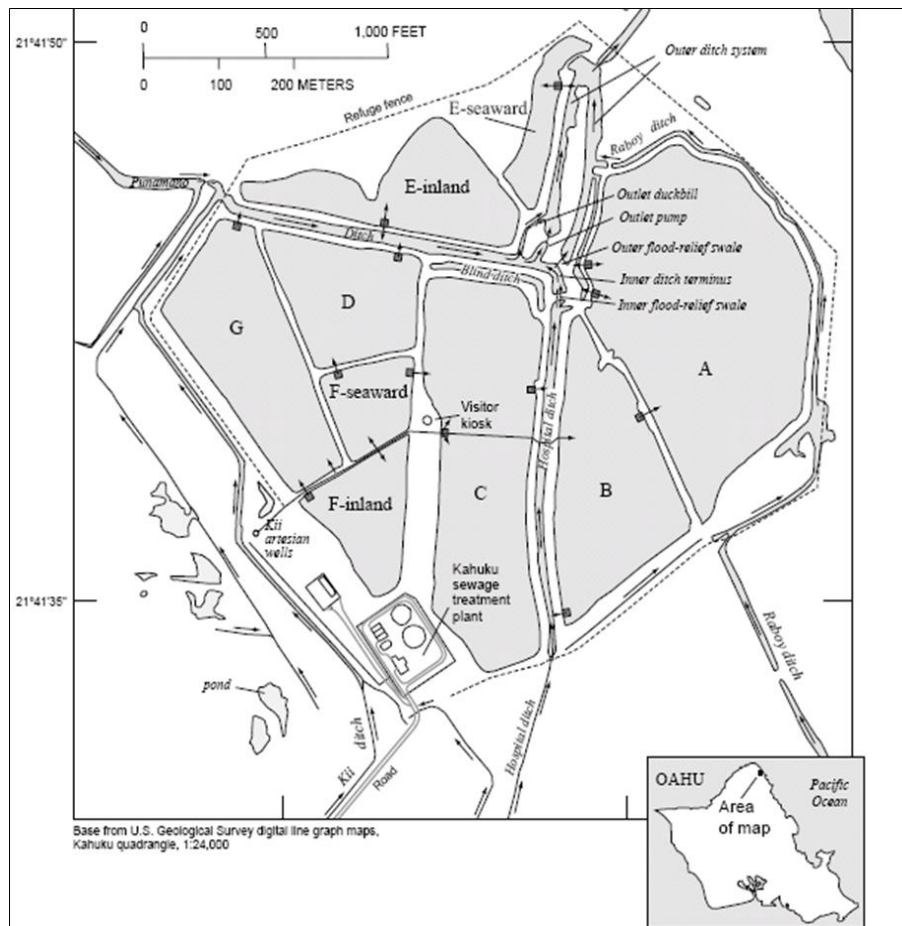 21°41'50"
0
500
1,000 FEET
0
100
200 METERS
Outer ditch system
Refuge fence
E-seaward
Raboy ditch
Punamano
E-inland
Outlet duckbill
Outlet pump
Ditch
Outer flood-relief swale
Blind-ditch
Inner ditch terminus
Inner flood-relief swale
D
G
A
F-seaward
Visitor
kiosk
Hospital ditch
C
B
F-inland
Kii
artesian
wells
Kahuku
sewage
treatment
plant
21°41'35"
Raboy ditch
pond
Hospital ditch
Kii ditch
Road
OAHU
Pacific
Ocean
Area
of map
Base from U.S. Geological Survey digital line graph maps,
Kahuku quadrangle, 1:24,000